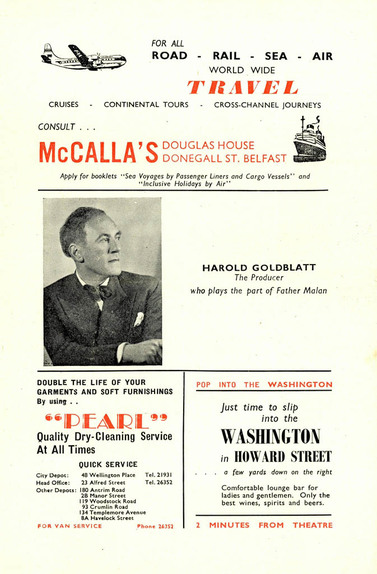 FOR ALL
ROAD - RAIL - SEA - AIR
WORLD WIDE
TRAVEL
CRUISES - CONTINENTAL TOURS - CROSS-CHANNEL JOURNEYS
CONSULT . . .
McCALLA'S DOUGLAS HOUSE
DONEGALL ST. BELFAST
Apply for booklets "Sea Voyages by Passenger Liners and Cargo Vessels" and
"Inclusive Holidays by Air"
HAROLD GOLDBLATT
The Producer
who plays the part of Father Malan
DOUBLE THE LIFE OF YOUR
GARMENTS AND SOFT FURNISHINGS
By using . .
"PEARL"
Quality Dry-Cleaning Service
At All Times
QUICK SERVICE
City Depot: 48 Wellington Place Tel. 21931
Head Office: 23 Alfred Street Tel. 26352
Other Depots: 180 Antrim Road
28 Manor Street
119 Woodstock Road
93 Crumlin Road
134 Templemore Avenue
8A Havelock Street
FOR VAN SERVICE Phone 26352
POP INTO THE WASHINGTON
Just time to slip
into the
WASHINGTON
in HOWARD STREET
. . . . a few yards down on the right
Comfortable lounge bar for
ladies and gentlemen. Only the
best wines, spirits and beers.
2 MINUTES FROM THEATRE